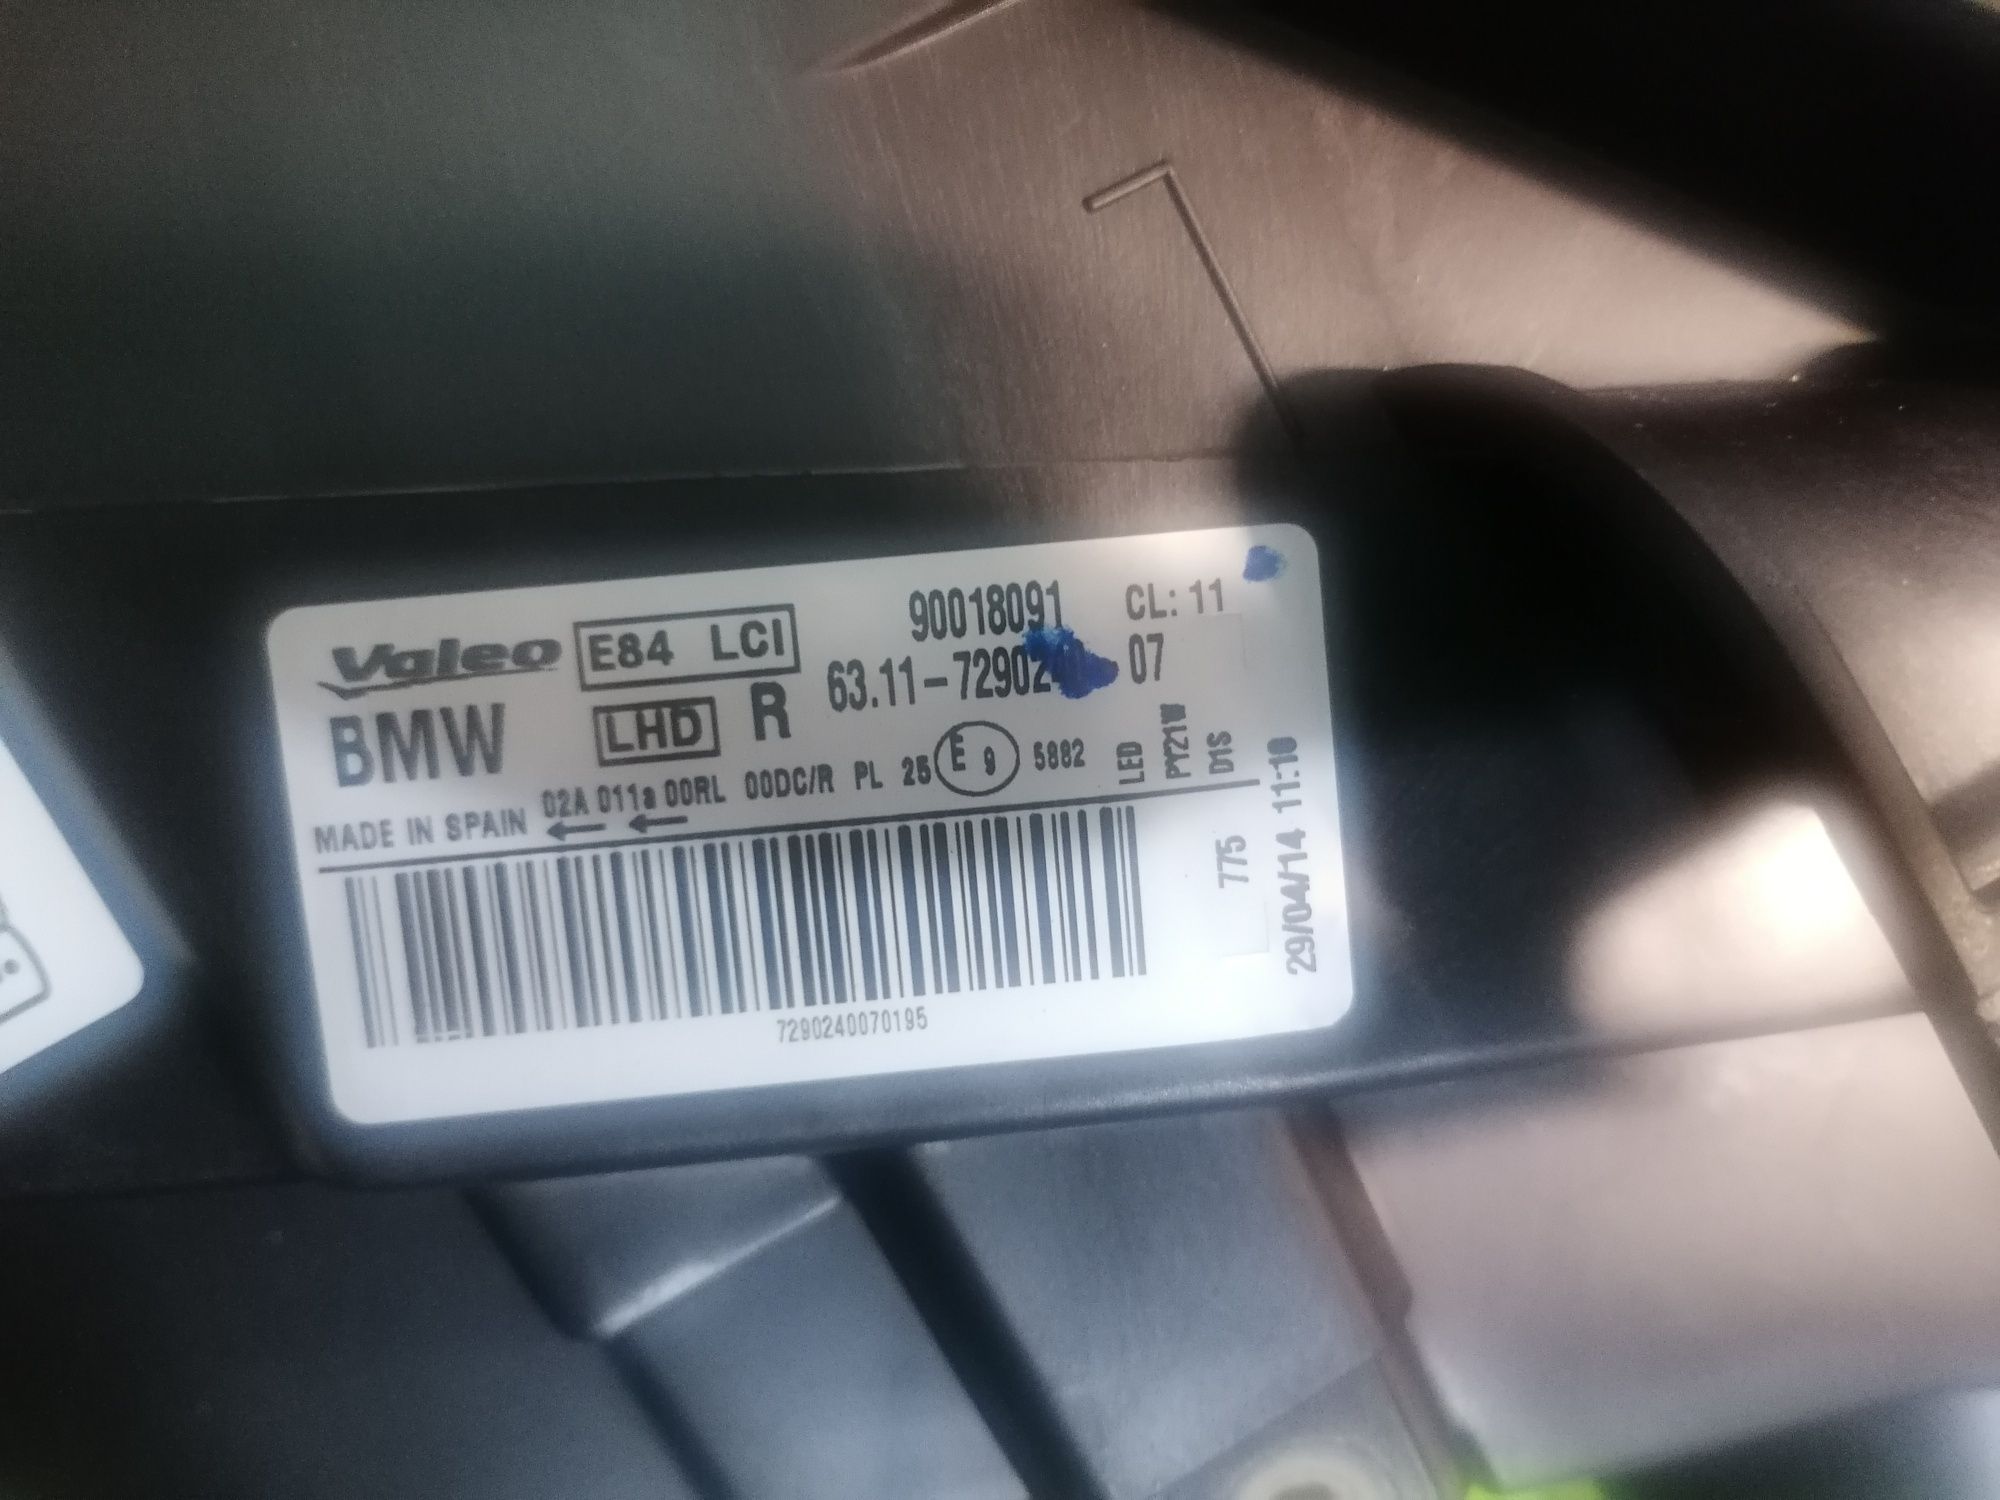 Valeo E84 LCI 90018091 CL: 11
BMW LHD R 63.11-72902 07
MADE IN SPAIN 02A 011a 00RL 00DC/R PL 25 E 9 5882
LED
PY21W
D1S
775
29/04/14 11:10
7290240070195